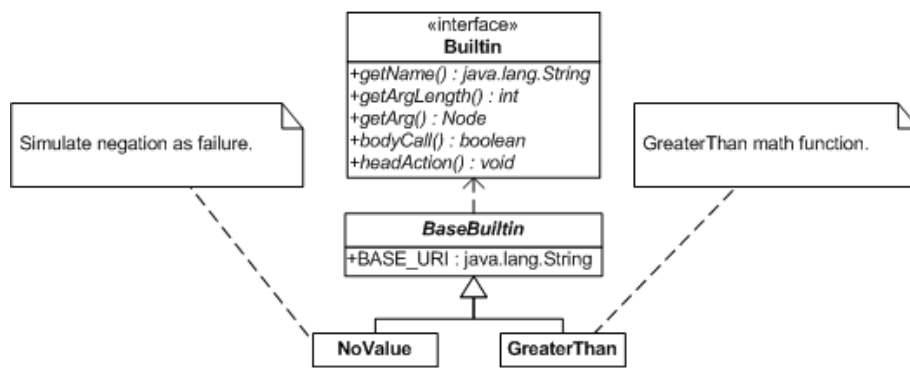 «interface»
Builtin
+getName() : java.lang.String
+getArgLength() : int
+getArg() : Node
+bodyCall() : boolean
+headAction() : void
Simulate negation as failure.
GreaterThan math function.
BaseBuiltin
+BASE_URI : java.lang.String
NoValue
GreaterThan